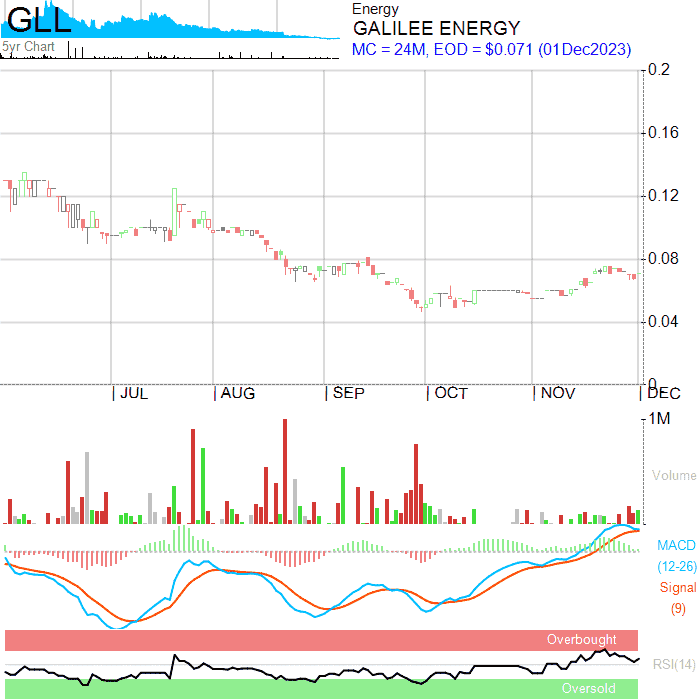 GLL
5yr Chart
Energy
GALILEE ENERGY
MC = 24M, EOD = $0.071 (01Dec2023)
0.2
0.16
0.12
0.08
0.04
0
JUL AUG SEP OCT NOV DEC
1M
Volume
MACD
(12-26)
Signal
(9)
Overbought
RSI(14)
Oversold